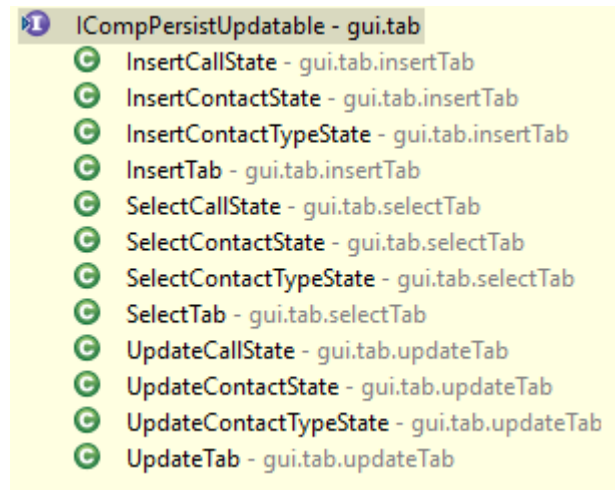 ICompPersistUpdatable - gui.tab
InsertCallState - gui.tab.insertTab
InsertContactState - gui.tab.insertTab
InsertContactTypeState - gui.tab.insertTab
InsertTab - gui.tab.insertTab
SelectCallState - gui.tab.selectTab
SelectContactState - gui.tab.selectTab
SelectContactTypeState - gui.tab.selectTab
SelectTab - gui.tab.selectTab
UpdateCallState - gui.tab.updateTab
UpdateContactState - gui.tab.updateTab
UpdateContactTypeState - gui.tab.updateTab
UpdateTab - gui.tab.updateTab